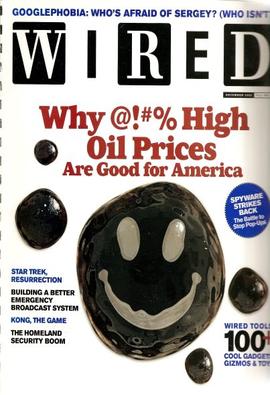 GOOGLEPHOBIA: WHO'S AFRAID OF SERGEY? (WHO ISN'T
WIRED
DECEMBER
Why @!#% High
Oil Prices
Are Good for America
SPYWARE
STRIKES
BACK
The Battle to
Stop Pop-Ups!
STAR TREK,
RESURRECTION
BUILDING A BETTER
EMERGENCY
BROADCAST SYSTEM
KONG, THE GAME
THE HOMELAND
SECURITY BOOM
WIRED TOOLS
100+
COOL GADGETS
GIZMOS & TOY